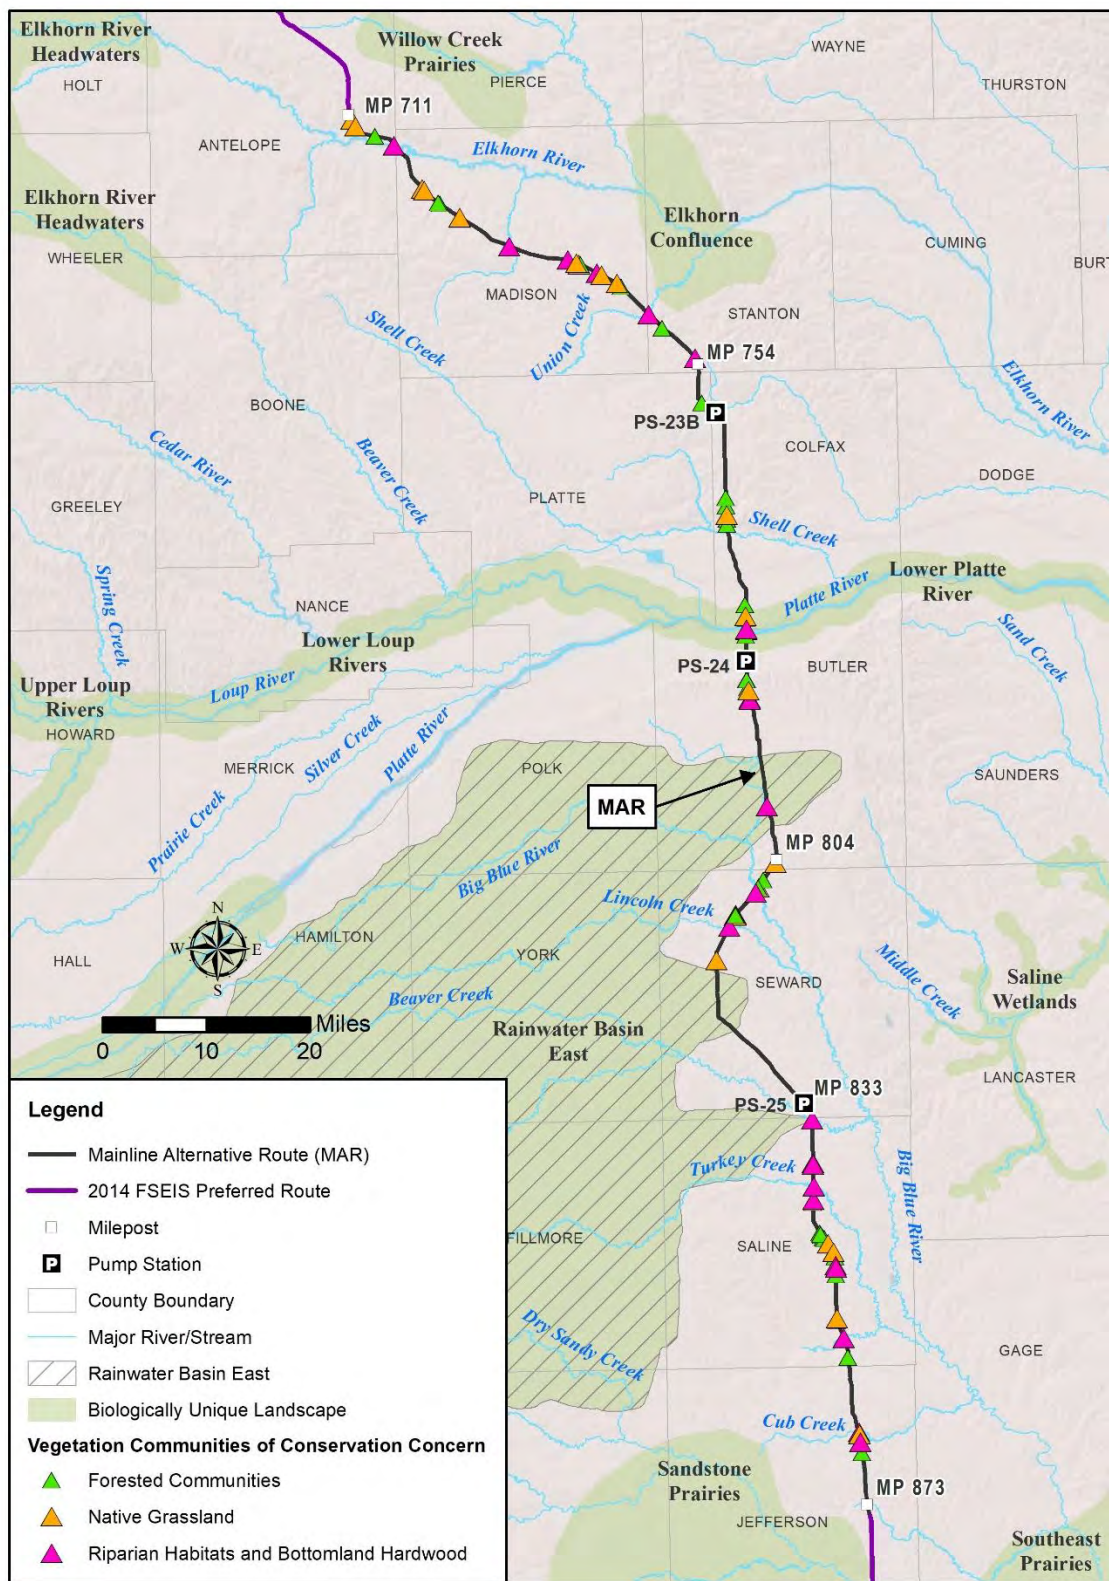 Elkhorn River
Headwaters
HOLT
Willow Creek
Prairies
PIERCE
WAYNE
THURSTON
MP 711
ANTELOPE
Elkhorn River
Elkhorn River
Headwaters
WHEELER
Elkhorn
Confluence
CUMING
BURT
MADISON
STANTON
Shell Creek
Union Creek
MP 754
Elkhorn River
BOONE
PS-23B
COLFAX
Cedar River
Beaver Creek
DODGE
GREELEY
PLATTE
Shell Creek
Spring Creek
NANCE
Lower Platte
River
Platte River
Sand Creek
Lower Loup
Rivers
PS-24
BUTLER
Upper Loup
Rivers
Loup River
HOWARD
Silver Creek
Platte River
MERRICK
POLK
SAUNDERS
MAR
Prairie Creek
MP 804
Big Blue River
Lincoln Creek
N
W E
S
HAMILTON
HALL
YORK
Middle Creek
SEWARD
Saline
Wetlands
Beaver Creek
Miles
0 10 20
Rainwater Basin
East
LANCASTER
MP 833
PS-25
Turkey Creek
Big Blue River
FILLMORE
SALINE
Dry Sandy Creek
GAGE
Cub Creek
Sandstone
Prairies
MP 873
JEFFERSON
Southeast
Prairies
Legend
Mainline Alternative Route (MAR)
2014 FSEIS Preferred Route
Milepost
P Pump Station
County Boundary
Major River/Stream
Rainwater Basin East
Biologically Unique Landscape
Vegetation Communities of Conservation Concern
Forested Communities
Native Grassland
Riparian Habitats and Bottomland Hardwood